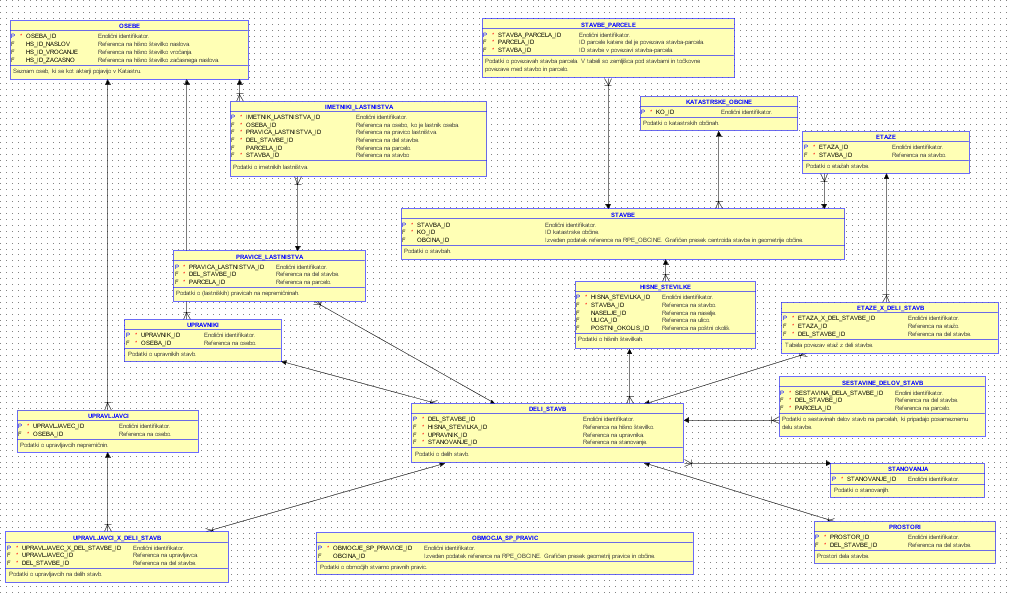 OSEBE
P * OSEBA_ID Enolični identifikator.
F HS_ID_NASLOV Referenca na hišno številko naslova.
F HS_ID_VROCANJE Referenca na hišno številko vročanja.
F HS_ID_ZACASNO Referenca na hišno številko začasnega naslova.
Seznam oseb, ki se kot akterji pojavijo v Katastru.
STAVBE_PARCELE
P * STAVBA_PARCELA_ID Enolični identifikator.
F * PARCELA_ID ID parcele katere del je povezava stavba-parcela.
F * STAVBA_ID ID stavbe v povezavi stavba-parcela.
Podatki o povezavah stavba parcela. V tabeli so zemljišča pod stavbami in točkovne
povezave med stavbo in parcelo.
KATASTRSKE_OBCINE
P * KO_ID Enolični identifikator.
Podatki o katastrskih občinah.
IMETNIKI_LASTNISTVA
P * IMETNIK_LASTNISTVA_ID Enolični identifikator.
F * OSEBA_ID Referenca na osebo, ko je lastnik oseba.
F * PRAVICA_LASTNISTVA_ID Referenca na pravico lastništva.
F * DEL_STAVBE_ID Referenca na del stavbe.
F PARCELA_ID Referenca na parcelo.
F * STAVBA_ID Referenca na stavbo.
Podatki o imetnikih lastništva.
ETAZE
P * ETAZA_ID Enolični identifikator.
F * STAVBA_ID Referenca na stavbo.
Podatki o etažah stavbe.
STAVBE
P * STAVBA_ID Enolični identifikator.
F * KO_ID ID katastrske občine.
F OBCINA_ID Izveden podatek referenca na RPE_OBCINE. Grafičen presek centroida stavbe in geometrije občine.
Podatki o stavbah.
PRAVICE_LASTNISTVA
P * PRAVICA_LASTNISTVA_ID Enolični identifikator.
F * DEL_STAVBE_ID Referenca na del stavbe.
F * PARCELA_ID Referenca na parcelo.
Podatki o (lastniških) pravicah na nepremičninah.
HISNE_STEVILKE
P * HISNA_STEVILKA_ID Enolični identifikator.
F * STAVBA_ID Referenca na stavbo.
F * NASELJE_ID Referenca na naselje.
F * ULICA_ID Referenca na ulico.
F * POSTNI_OKOLIS_ID Referenca na poštni okoliš.
Podatki o hišnih številkah.
ETAZE_X_DELI_STAVB
P * ETAZA_X_DEL_STAVBE_ID Enolični identifikator.
F * ETAZA_ID Referenca na etažo.
F * DEL_STAVBE_ID Referenca na del stavbe.
Tabela povezav etaž z deli stavbe.
UPRAVNIKI
P * UPRAVNIK_ID Enolični identifikator.
F * OSEBA_ID Referenca na osebo.
Podatki o upravnikih stavb.
SESTAVINE_DELOV_STAVB
P * SESTAVINA_DELA_STAVBE_ID Enolični identifikator.
F * DEL_STAVBE_ID Referenca na del stavbe.
F * PARCELA_ID Referenca na parcelo.
Podatki o sestavinah delov stavb na parcelah, ki pripadajo posameznemu
delu stavbe.
UPRAVLJAVCI
P * UPRAVLJAVEC_ID Enolični identifikator.
F * OSEBA_ID Referenca na osebo.
Podatki o upravljavcih nepremičnin.
DELI_STAVB
P * DEL_STAVBE_ID Enolični identifikator.
F * HISNA_STEVILKA_ID Referenca na hišno številko.
F * UPRAVNIK_ID Referenca na upravnika.
F * STANOVANJE_ID Referenca na stanovanje.
Podatki o delih stavb.
STANOVANJA
P * STANOVANJE_ID Enolični identifikator.
Podatki o stanovanjih.
PROSTORI
P * PROSTOR_ID Enolični identifikator.
F * DEL_STAVBE_ID Referenca na del stavbe.
Prostori dela stavbe.
UPRAVLJAVCI_X_DELI_STAVB
P * UPRAVLJAVEC_X_DEL_STAVBE_ID Enolični identifikator.
F * UPRAVLJAVEC_ID Referenca na upravljavca.
F * DEL_STAVBE_ID Referenca na del stavbe.
Podatki o upravljavcih na delih stavb.
OBMOCJA_SP_PRAVIC
P * OBMOCJE_SP_PRAVICE_ID Enolični identifikator.
F OBCINA_ID Izveden podatek referenca na RPE_OBCINE. Grafičen presek geometrij pravice in občine.
Podatki o območjih stvarno pravnih pravic.